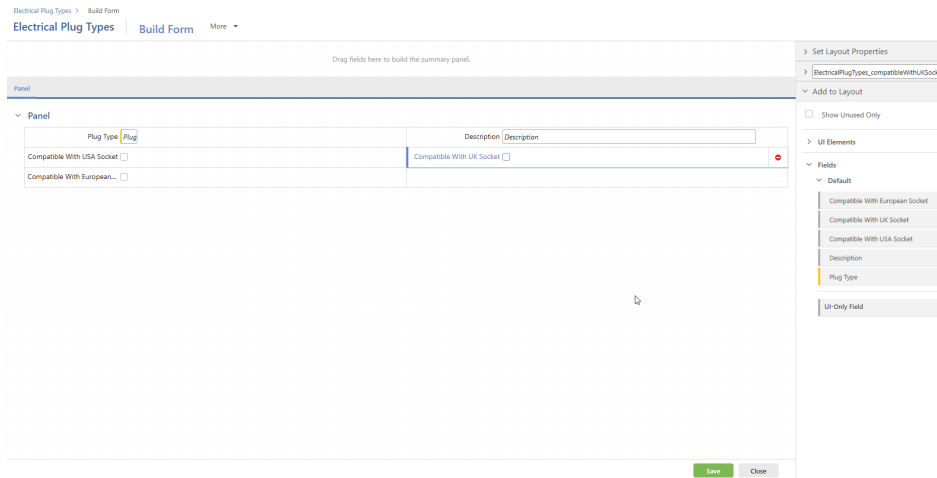 Electrical Plug Types > Build Form
Electrical Plug Types Build Form More
Drag fields here to build the summary panel.
Panel
Panel
Plug Type Plug Description Description
Compatible With USA Socket Compatible With UK Socket
Compatible With European...
Save Close
Set Layout Properties
ElectricalPlugTypes_compatibleWithUKSock
Add to Layout
Show Unused Only
UI Elements
Fields
Default
Compatible With European Socket
Compatible With UK Socket
Compatible With USA Socket
Description
Plug Type
UI-Only Field